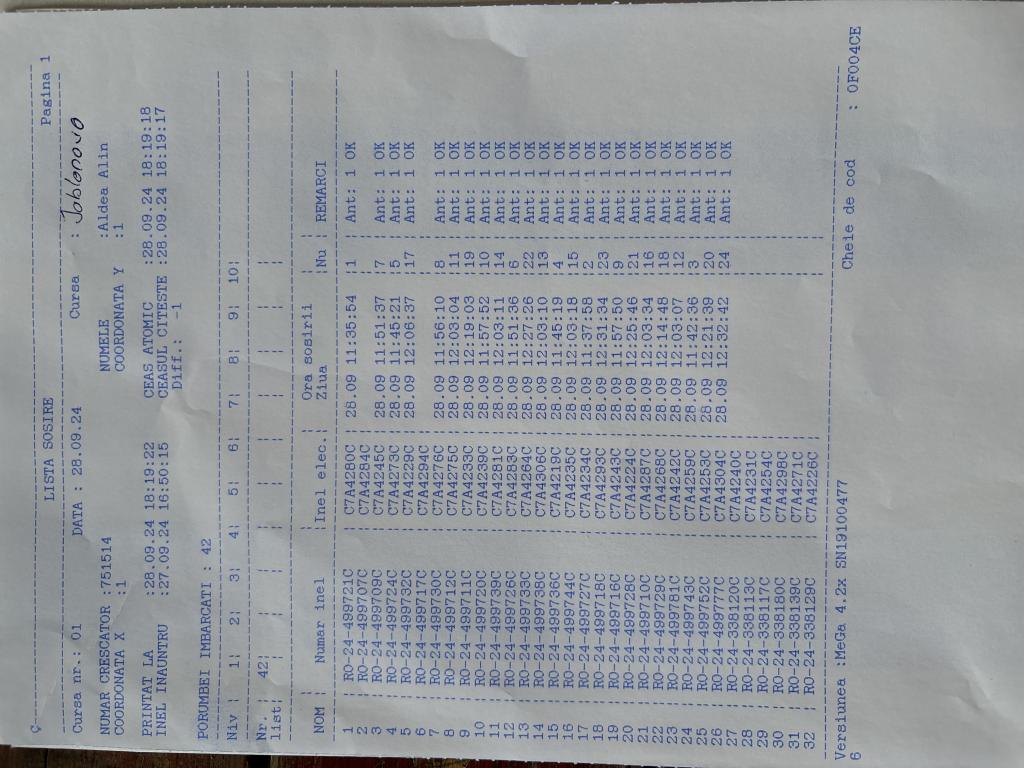 Ç
LISTA SOSIRE Pagina 1
Cursa nr.: 01 DATA : 28.09.24 Cursa : Joblanovo
NUMAR CRESCATOR :751514 NUMELE :Aldea Alin
COORDONATA X :1 COORDONATA Y :1
PRINTAT LA :28.09.24 18:19:22 CEAS ATOMIC :28.09.24 18:19:18
INEL INAUNTRU :27.09.24 16:50:15 CEASUL CITESTE :28.09.24 18:19:17
Diff.: -1
PORUMBEI IMBARCATI : 42
Niv ¦ 1¦ 2¦ 3¦ 4¦ 5¦ 6¦ 7¦ 8¦ 9¦ 10¦
Nr. ¦ 42¦ ¦ ¦ ¦ ¦ ¦ ¦ ¦ ¦ ¦
list¦ ¦ ¦ ¦ ¦ ¦ ¦ ¦ ¦ ¦ ¦
Ora sosirii
NOM ¦ Numar inel ¦Inel elec.¦ Ziua ¦Nu ¦ REMARCI
1 ¦ RO-24-499721C ¦ C7A4280C ¦ 28.09 11:35:54 ¦1 ¦ Ant: 1 OK
2 ¦ RO-24-499707C ¦ C7A4284C ¦ ¦ ¦
3 ¦ RO-24-499709C ¦ C7A4245C ¦ 28.09 11:51:37 ¦7 ¦ Ant: 1 OK
4 ¦ RO-24-499724C ¦ C7A4273C ¦ 28.09 11:45:21 ¦5 ¦ Ant: 1 OK
5 ¦ RO-24-499732C ¦ C7A4229C ¦ 28.09 12:06:37 ¦17 ¦ Ant: 1 OK
6 ¦ RO-24-499717C ¦ C7A4294C ¦ ¦ ¦
7 ¦ RO-24-499730C ¦ C7A4276C ¦ 28.09 11:56:10 ¦8 ¦ Ant: 1 OK
8 ¦ RO-24-499712C ¦ C7A4275C ¦ 28.09 12:03:04 ¦11 ¦ Ant: 1 OK
9 ¦ RO-24-499711C ¦ C7A4233C ¦ 28.09 12:19:03 ¦19 ¦ Ant: 1 OK
10 ¦ RO-24-499720C ¦ C7A4239C ¦ 28.09 11:57:52 ¦10 ¦ Ant: 1 OK
11 ¦ RO-24-499739C ¦ C7A4281C ¦ 28.09 12:03:11 ¦14 ¦ Ant: 1 OK
12 ¦ RO-24-499726C ¦ C7A4283C ¦ 28.09 11:51:36 ¦6 ¦ Ant: 1 OK
13 ¦ RO-24-499733C ¦ C7A4264C ¦ 28.09 12:27:26 ¦22 ¦ Ant: 1 OK
14 ¦ RO-24-499738C ¦ C7A4306C ¦ 28.09 12:03:10 ¦13 ¦ Ant: 1 OK
15 ¦ RO-24-499736C ¦ C7A4219C ¦ 28.09 11:45:19 ¦4 ¦ Ant: 1 OK
16 ¦ RO-24-499744C ¦ C7A4235C ¦ 28.09 12:03:18 ¦15 ¦ Ant: 1 OK
17 ¦ RO-24-499727C ¦ C7A4234C ¦ 28.09 11:37:58 ¦2 ¦ Ant: 1 OK
18 ¦ RO-24-499718C ¦ C7A4293C ¦ 28.09 12:31:34 ¦23 ¦ Ant: 1 OK
19 ¦ RO-24-499716C ¦ C7A4243C ¦ 28.09 11:57:50 ¦9 ¦ Ant: 1 OK
20 ¦ RO-24-499728C ¦ C7A4224C ¦ 28.09 12:25:46 ¦21 ¦ Ant: 1 OK
21 ¦ RO-24-499710C ¦ C7A4287C ¦ 28.09 12:03:34 ¦16 ¦ Ant: 1 OK
22 ¦ RO-24-499729C ¦ C7A4268C ¦ 28.09 12:14:48 ¦18 ¦ Ant: 1 OK
23 ¦ RO-24-499781C ¦ C7A4242C ¦ 28.09 12:03:07 ¦12 ¦ Ant: 1 OK
24 ¦ RO-24-499743C ¦ C7A4259C ¦ 28.09 11:42:36 ¦3 ¦ Ant: 1 OK
25 ¦ RO-24-499752C ¦ C7A4253C ¦ 28.09 12:21:39 ¦20 ¦ Ant: 1 OK
26 ¦ RO-24-499777C ¦ C7A4304C ¦ 28.09 12:32:42 ¦24 ¦ Ant: 1 OK
27 ¦ RO-24-338120C ¦ C7A4240C ¦ ¦ ¦
28 ¦ RO-24-338113C ¦ C7A4231C ¦ ¦ ¦
29 ¦ RO-24-338117C ¦ C7A4254C ¦ ¦ ¦
30 ¦ RO-24-338180C ¦ C7A4298C ¦ ¦ ¦
31 ¦ RO-24-338139C ¦ C7A4271C ¦ ¦ ¦
32 ¦ RO-24-338129C ¦ C7A4226C ¦ ¦ ¦
Versiunea :MeGa 4.2x SN19100477 Cheie de cod : 0F004CE
6